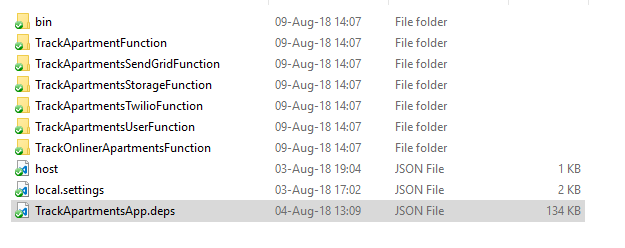 bin 09-Aug-18 14:07 File folder
TrackApartmentFunction 09-Aug-18 14:07 File folder
TrackApartmentsSendGridFunction 09-Aug-18 14:07 File folder
TrackApartmentsStorageFunction 09-Aug-18 14:07 File folder
TrackApartmentsTwilioFunction 09-Aug-18 14:07 File folder
TrackApartmentsUserFunction 09-Aug-18 14:07 File folder
TrackOnlinerApartmentsFunction 09-Aug-18 14:07 File folder
host 03-Aug-18 19:04 JSON File 1 KB
local.settings 03-Aug-18 17:02 JSON File 2 KB
TrackApartmentsApp.deps 04-Aug-18 13:09 JSON File 134 KB